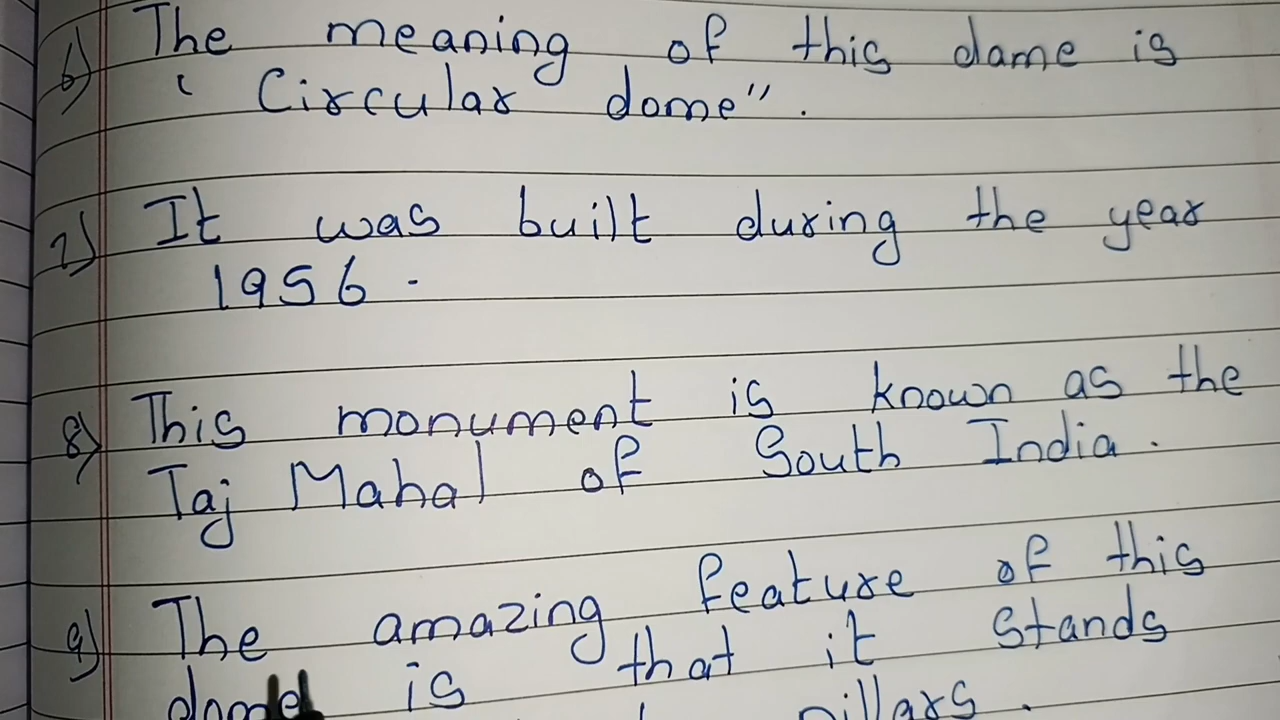 6) The meaning of this dame is
‘ Circular dome”.
7) It was built during the year
1956.
8) This monument is known as the
Taj Mahal of South India.
9) The amazing feature of this
is that it stands
pillars.